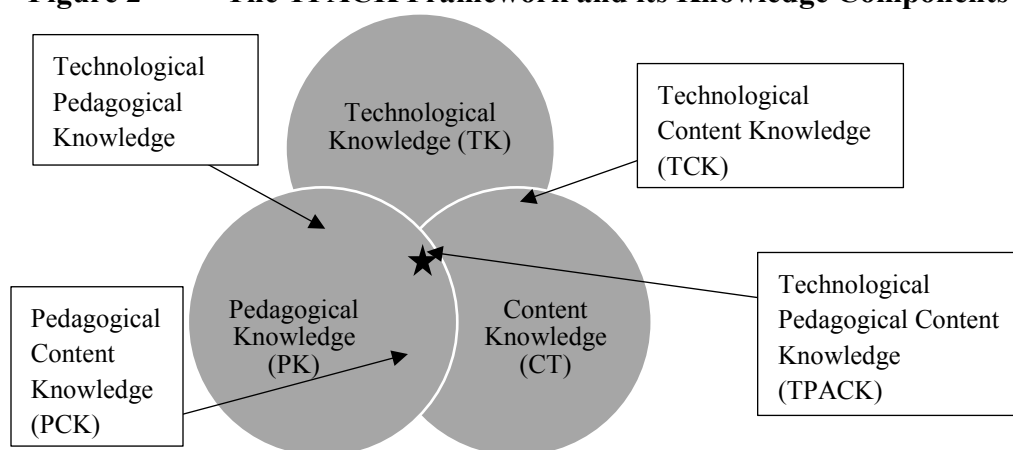 Figure 2 The TPACK Framework and its Knowledge Components
Technological
Pedagogical
Knowledge
Technological
Knowledge (TK)
Technological
Content Knowledge
(TCK)
Pedagogical
Content
Knowledge
(PCK)
Pedagogical
Knowledge
(PK)
Content
Knowledge
(CT)
Technological
Pedagogical Content
Knowledge
(TPACK)